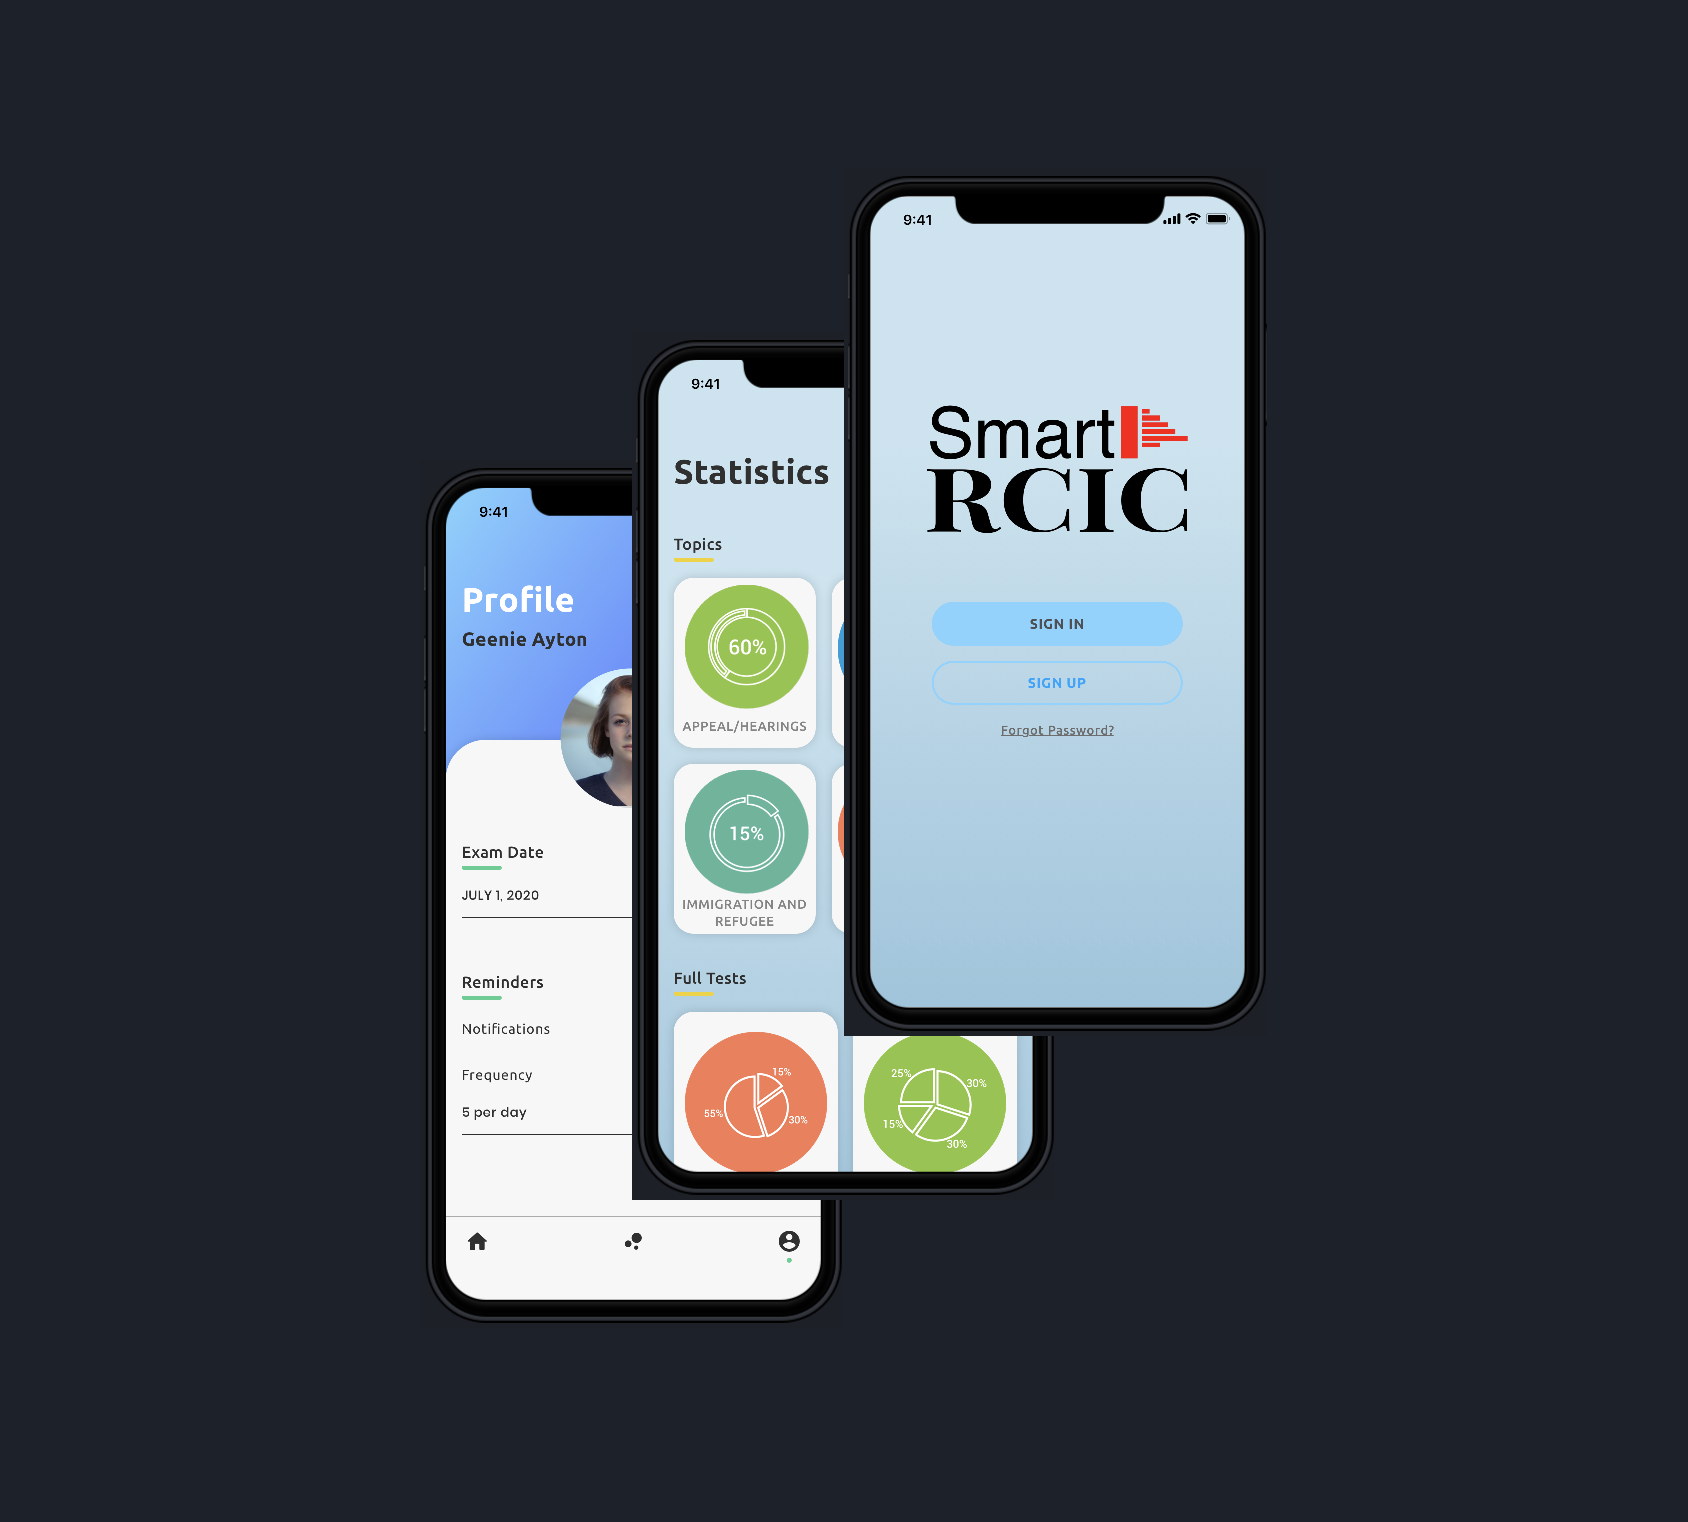 9:41
Smart
RCIC
SIGN IN
SIGN UP
Forgot Password?
9:41
Statistics
Topics
60%
APPEAL/HEARINGS
15%
IMMIGRATION AND
REFUGEE
Full Tests
15%
55%
30%
25%
30%
15%
30%
9:41
Profile
Geenie Ayton
Exam Date
JULY 1, 2020
Reminders
Notifications
Frequency
5 per day